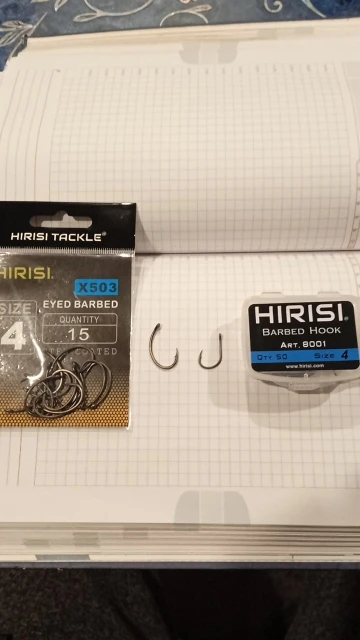 HIRISI TACKLE®
HIRISI
X503
EYED BARBED
SIZE
4
QUANTITY
15
COATED
HIRISI
BARBED HOOK
ART. 8001
QTY 50 SIZE 4
www.hirisi.com